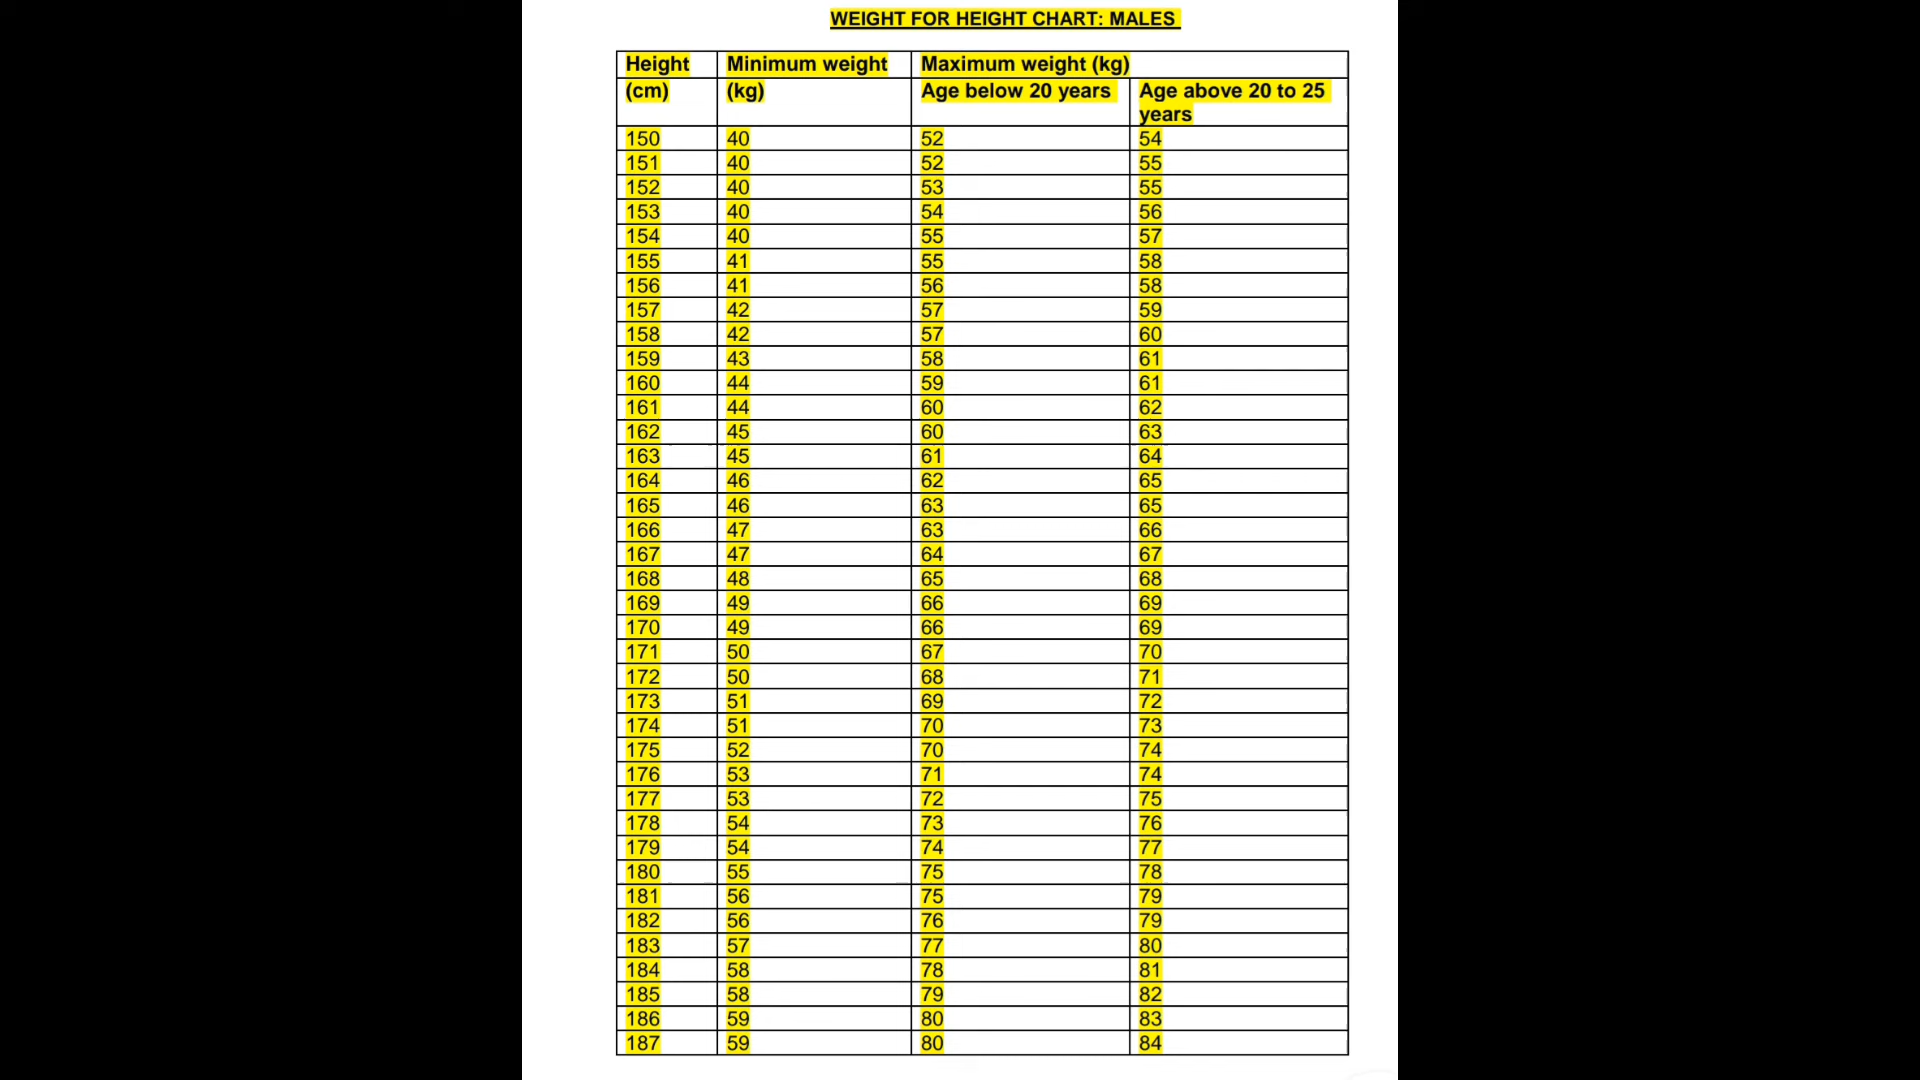 WEIGHT FOR HEIGHT CHART: MALES
Height Minimum weight Maximum weight (kg)
(cm) (kg) Age below 20 years Age above 20 to 25
years
150 40 52 54
151 40 52 55
152 40 53 55
153 40 54 56
154 40 55 57
155 41 55 58
156 41 56 58
157 42 57 59
158 42 57 60
159 43 58 61
160 44 59 61
161 44 60 62
162 45 60 63
163 45 61 64
164 46 62 65
165 46 63 65
166 47 63 66
167 47 64 67
168 48 65 68
169 49 66 69
170 49 66 69
171 50 67 70
172 50 68 71
173 51 69 72
174 51 70 73
175 52 70 74
176 53 71 74
177 53 72 75
178 54 73 76
179 54 74 77
180 55 75 78
181 56 75 79
182 56 76 79
183 57 77 80
184 58 78 81
185 58 79 82
186 59 80 83
187 59 80 84